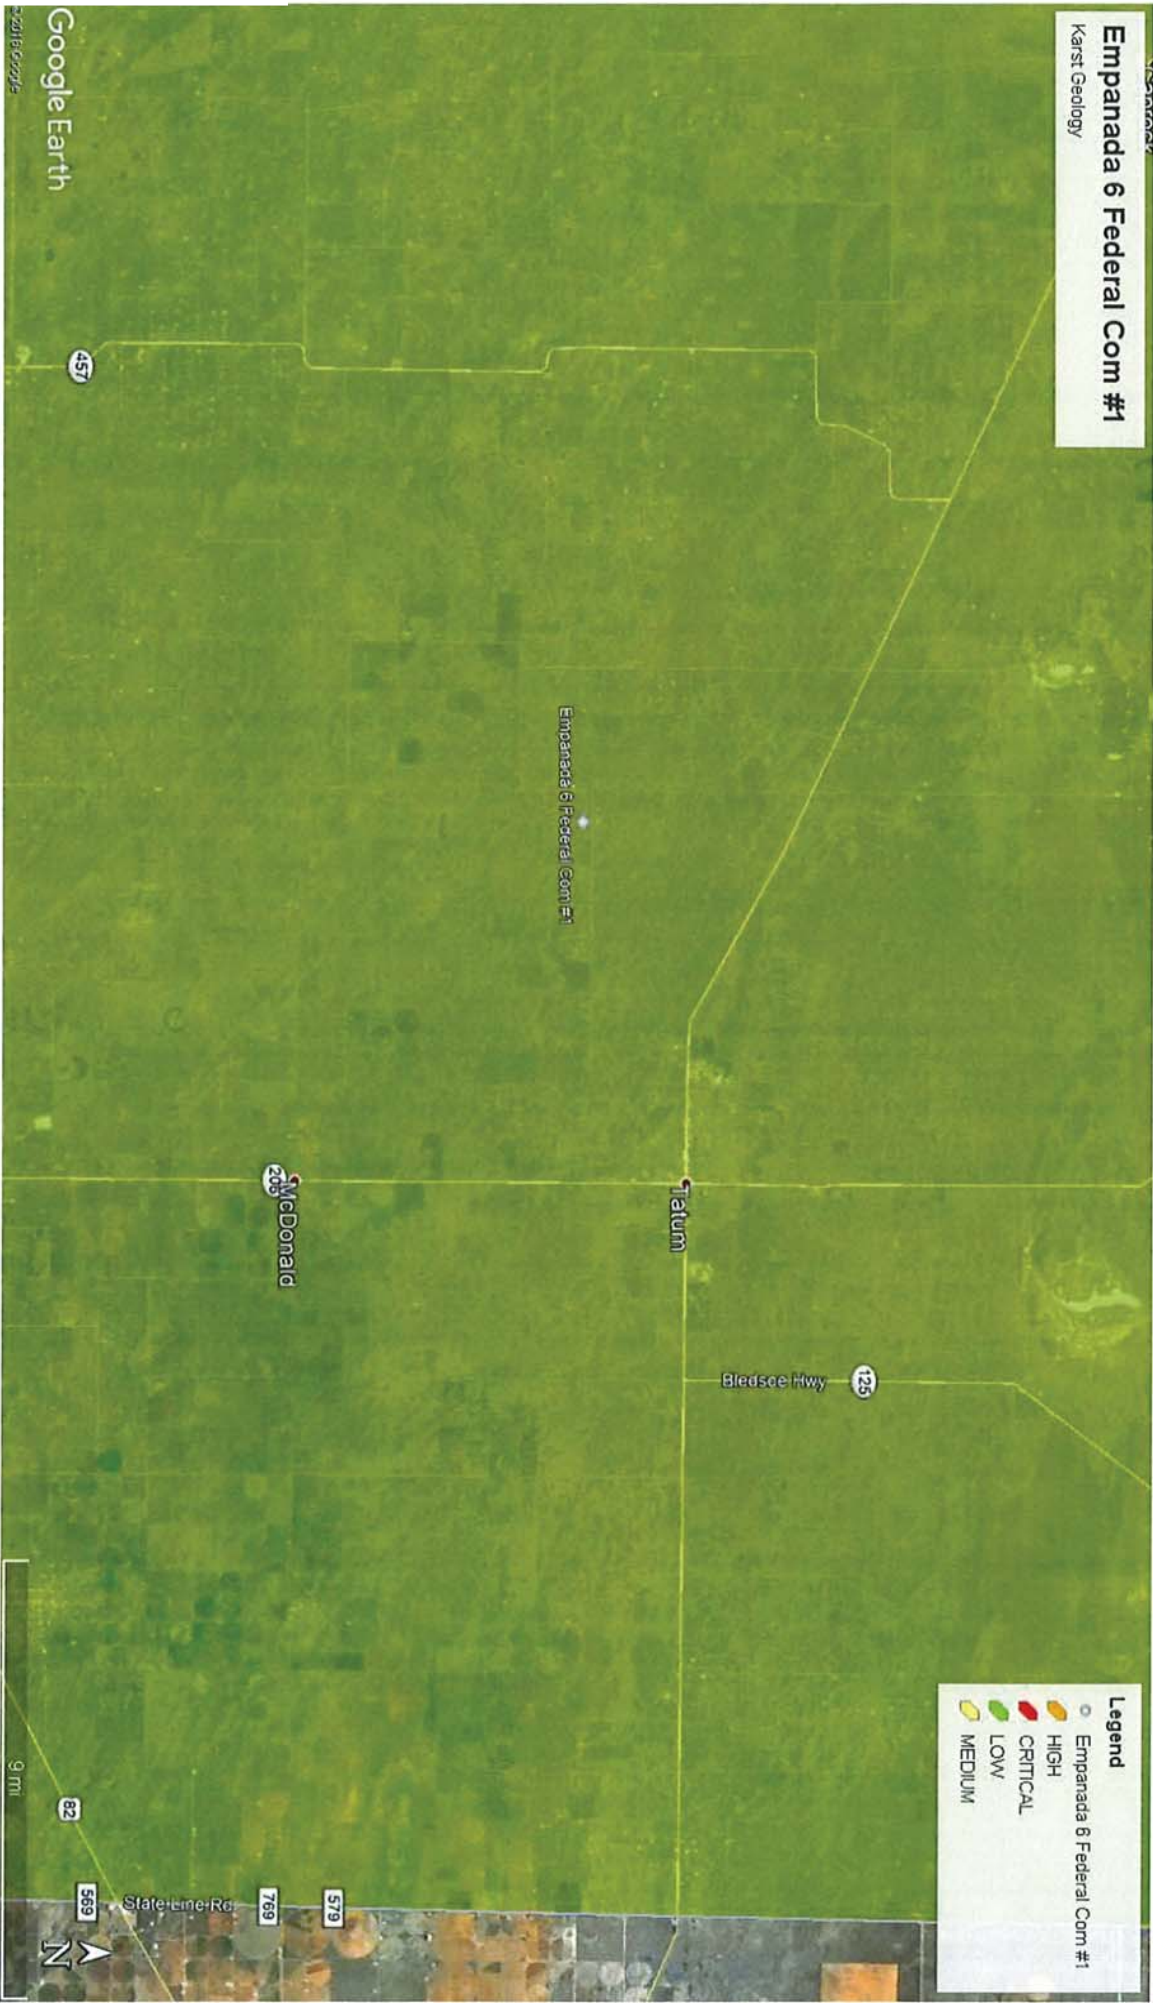 Empanada 6 Federal Com #1
Karst Geology
Legend
Empanada 6 Federal Com #1
HIGH
CRITICAL
LOW
MEDIUM
125
Bledsoe Hwy
Tatum
Empanada 6 Federal Com #1
McDonald
206
457
579
769
State Line Rd
569
82
N
Google Earth
9 mi